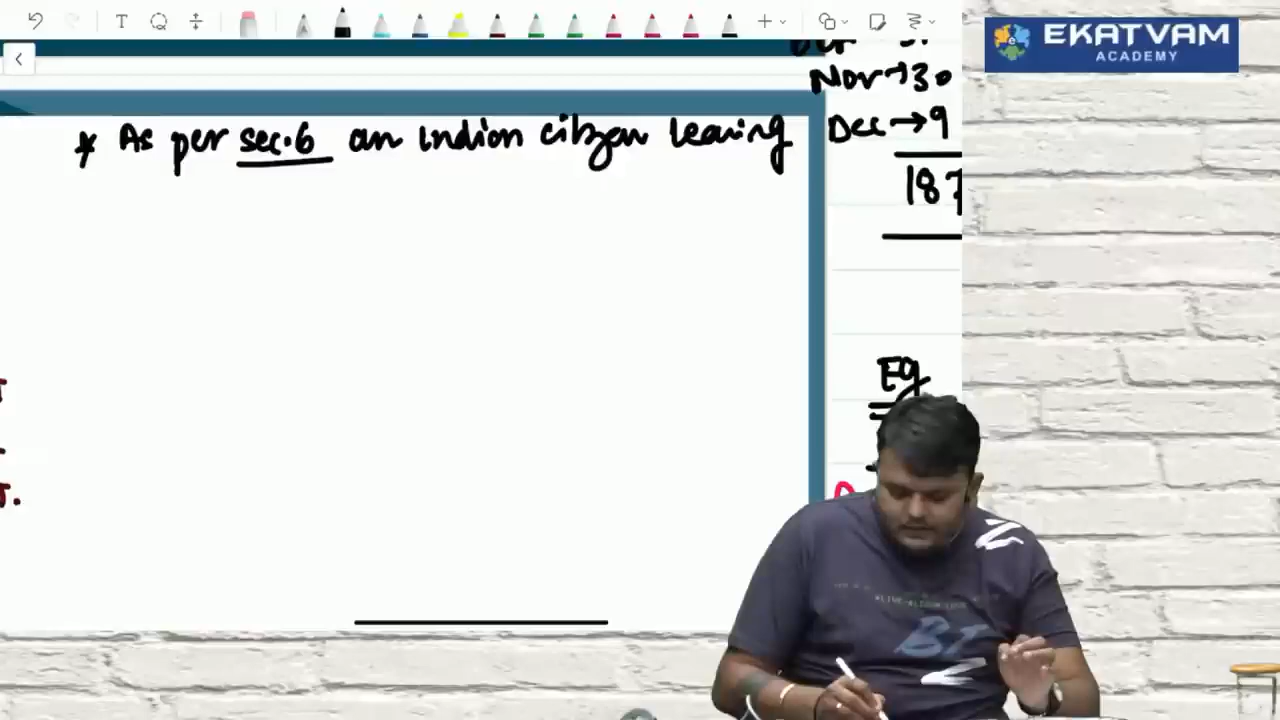 EKATVAM
ACADEMY
Nov→30
* As per sec.6 an Indian citizen leaving
Dec→9
187
Eg